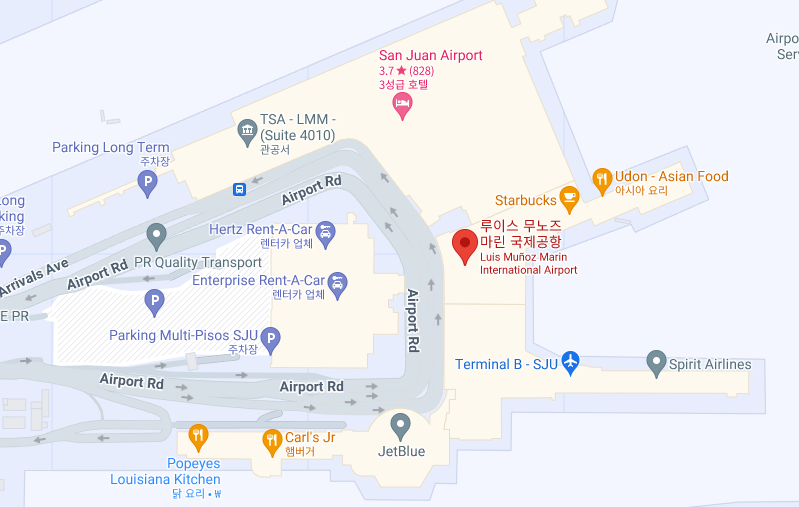 San Juan Airport
3.7 ★ (828)
3성급 호텔
Airpo
Serv
TSA - LMM -
(Suite 4010)
관공서
Parking Long Term
주차장
Airport Rd
Udon - Asian Food
아시아 요리
Starbucks
ong
king
주차장
Hertz Rent-A-Car
렌터카 업체
루이스 무노즈
마린 국제공항
Luis Muñoz Marin
International Airport
PR Quality Transport
Arrivals Ave
Airport Rd
Enterprise Rent-A-Car
렌터카 업체
E PR
Airport Rd
Parking Multi-Pisos SJU
주차장
Terminal B - SJU
Spirit Airlines
Airport Rd
Airport Rd
Carl's Jr
햄버거
JetBlue
Popeyes
Louisiana Kitchen
닭 요리 • ₩